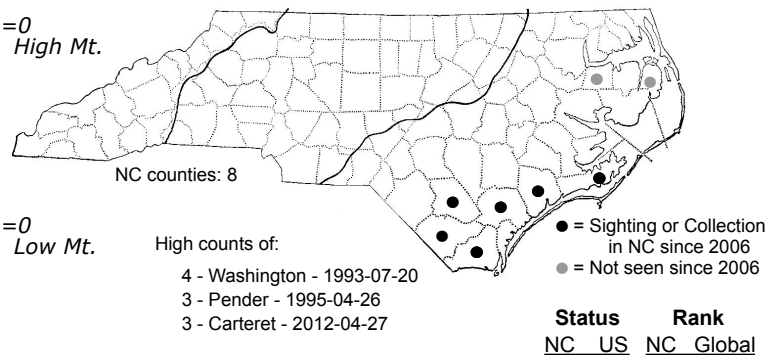 =0
High Mt.
NC counties: 8
=0
Low Mt.
High counts of:
4 - Washington - 1993-07-20
3 - Pender - 1995-04-26
3 - Carteret - 2012-04-27
= Sighting or Collection
in NC since 2006
= Not seen since 2006
Status Rank
NC US NC Global